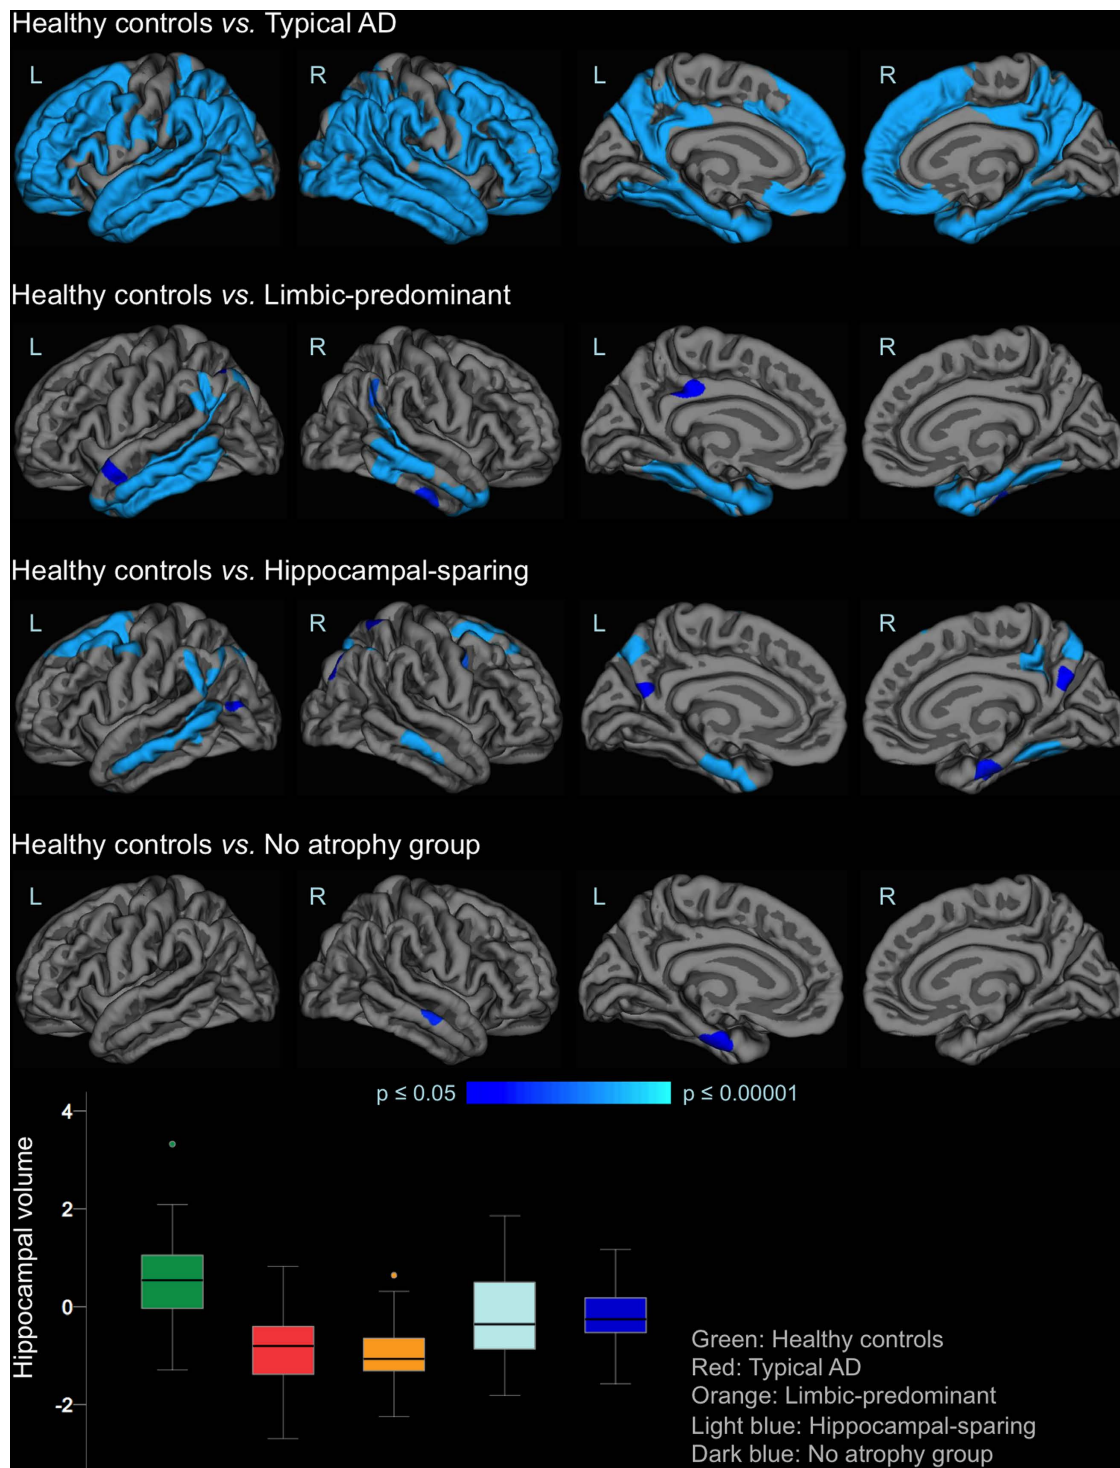 Healthy controls vs. Typical AD
L R L R
Healthy controls vs. Limbic-predominant
L R L R
Healthy controls vs. Hippocampal-sparing
L R L R
Healthy controls vs. No atrophy group
L R L R
p ≤ 0.05 p ≤ 0.00001
Hippocampal volume
4
2
0
-2
Green: Healthy controls
Red: Typical AD
Orange: Limbic-predominant
Light blue: Hippocampal-sparing
Dark blue: No atrophy group